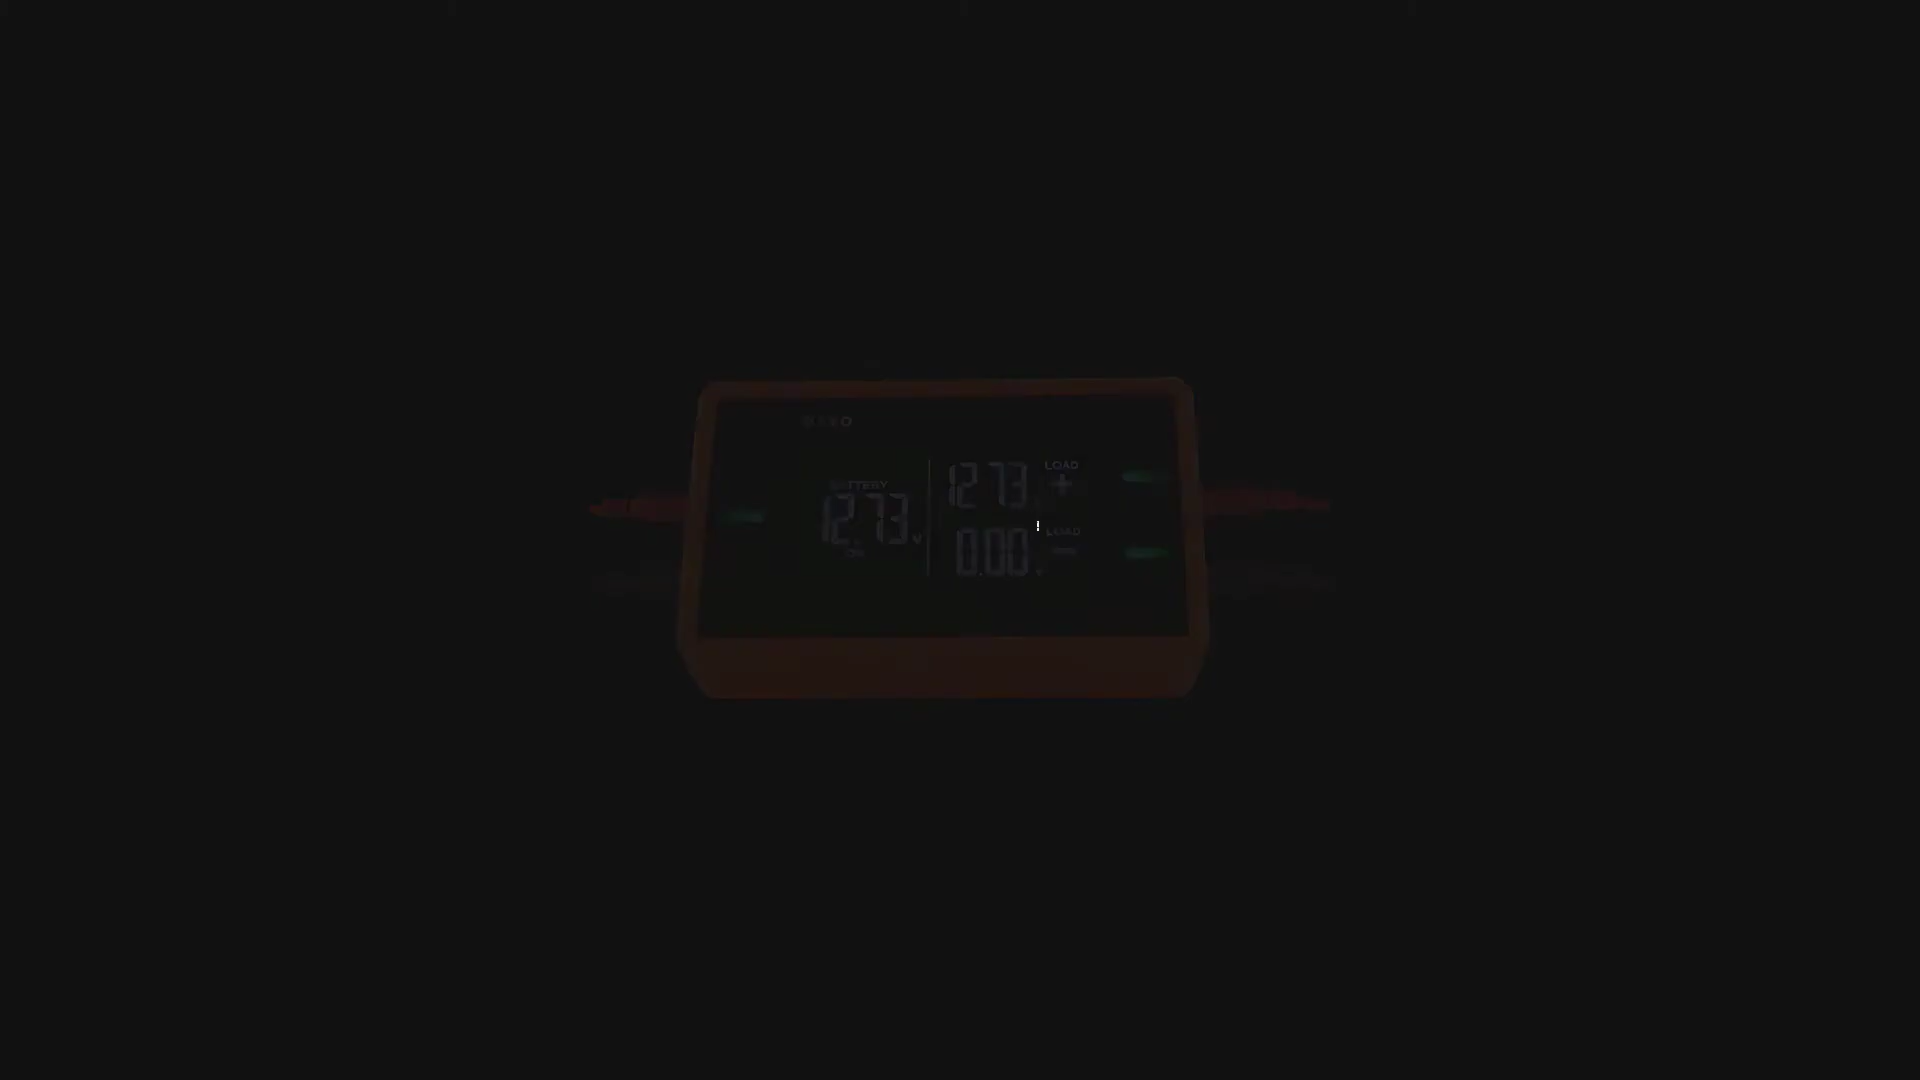 BATTERY
12.73 V
12.73
LOAD
+
0.00
LOAD
-